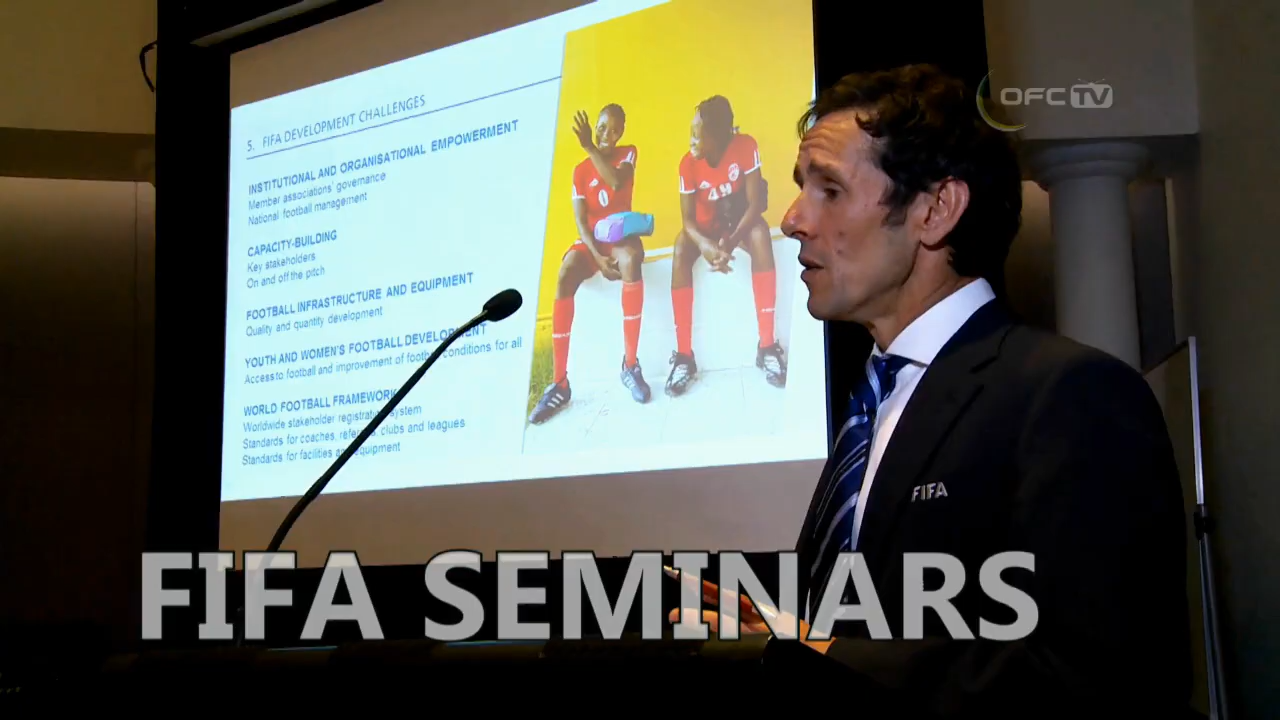 OFC TV
5. FIFA DEVELOPMENT CHALLENGES
INSTITUTIONAL AND ORGANISATIONAL EMPOWERMENT
Member associations' governance
National football management
CAPACITY-BUILDING
Key stakeholders
On and off the pitch
FOOTBALL INFRASTRUCTURE AND EQUIPMENT
Quality and quantity development
YOUTH AND WOMEN'S FOOTBALL DEVELOPMENT
Access to football and improvement of football conditions for all
WORLD FOOTBALL FRAMEWORK
Worldwide stakeholder registration system
Standards for coaches, referees, clubs and leagues
Standards for facilities and equipment
FIFA
FIFA SEMINARS